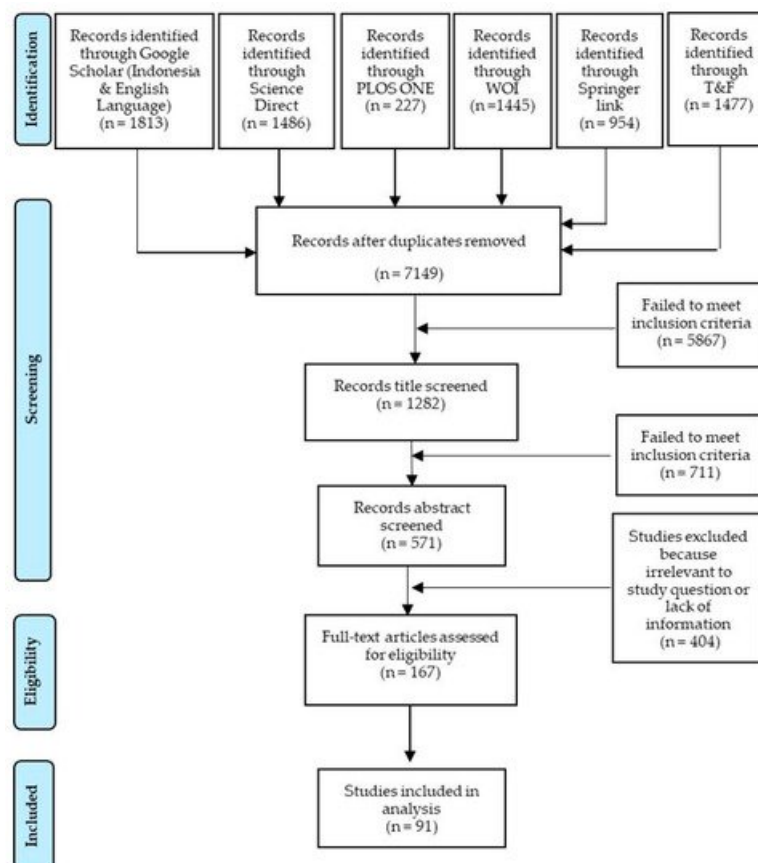 Identification
Records identified
through Google
Scholar (Indonesia
& English
Language)
(n = 1813)
Records
identified
through
Science
Direct
(n = 1486)
Records
identified
through
PLOS ONE
(n = 227)
Records
identified
through
WOI
(n =1445)
Records
identified
through
Springer
link
(n = 954)
Records
identified
through
T&F
(n = 1477)
Screening
Records after duplicates removed
(n = 7149)
Failed to meet
inclusion criteria
(n = 5867)
Records title screened
(n = 1282)
Failed to meet
inclusion criteria
(n = 711)
Records abstract
screened
(n = 571)
Studies excluded
because
irrelevant to
study question or
lack of
information
(n = 404)
Eligibility
Full-text articles assessed
for eligibility
(n = 167)
Included
Studies included in
analysis
(n = 91)